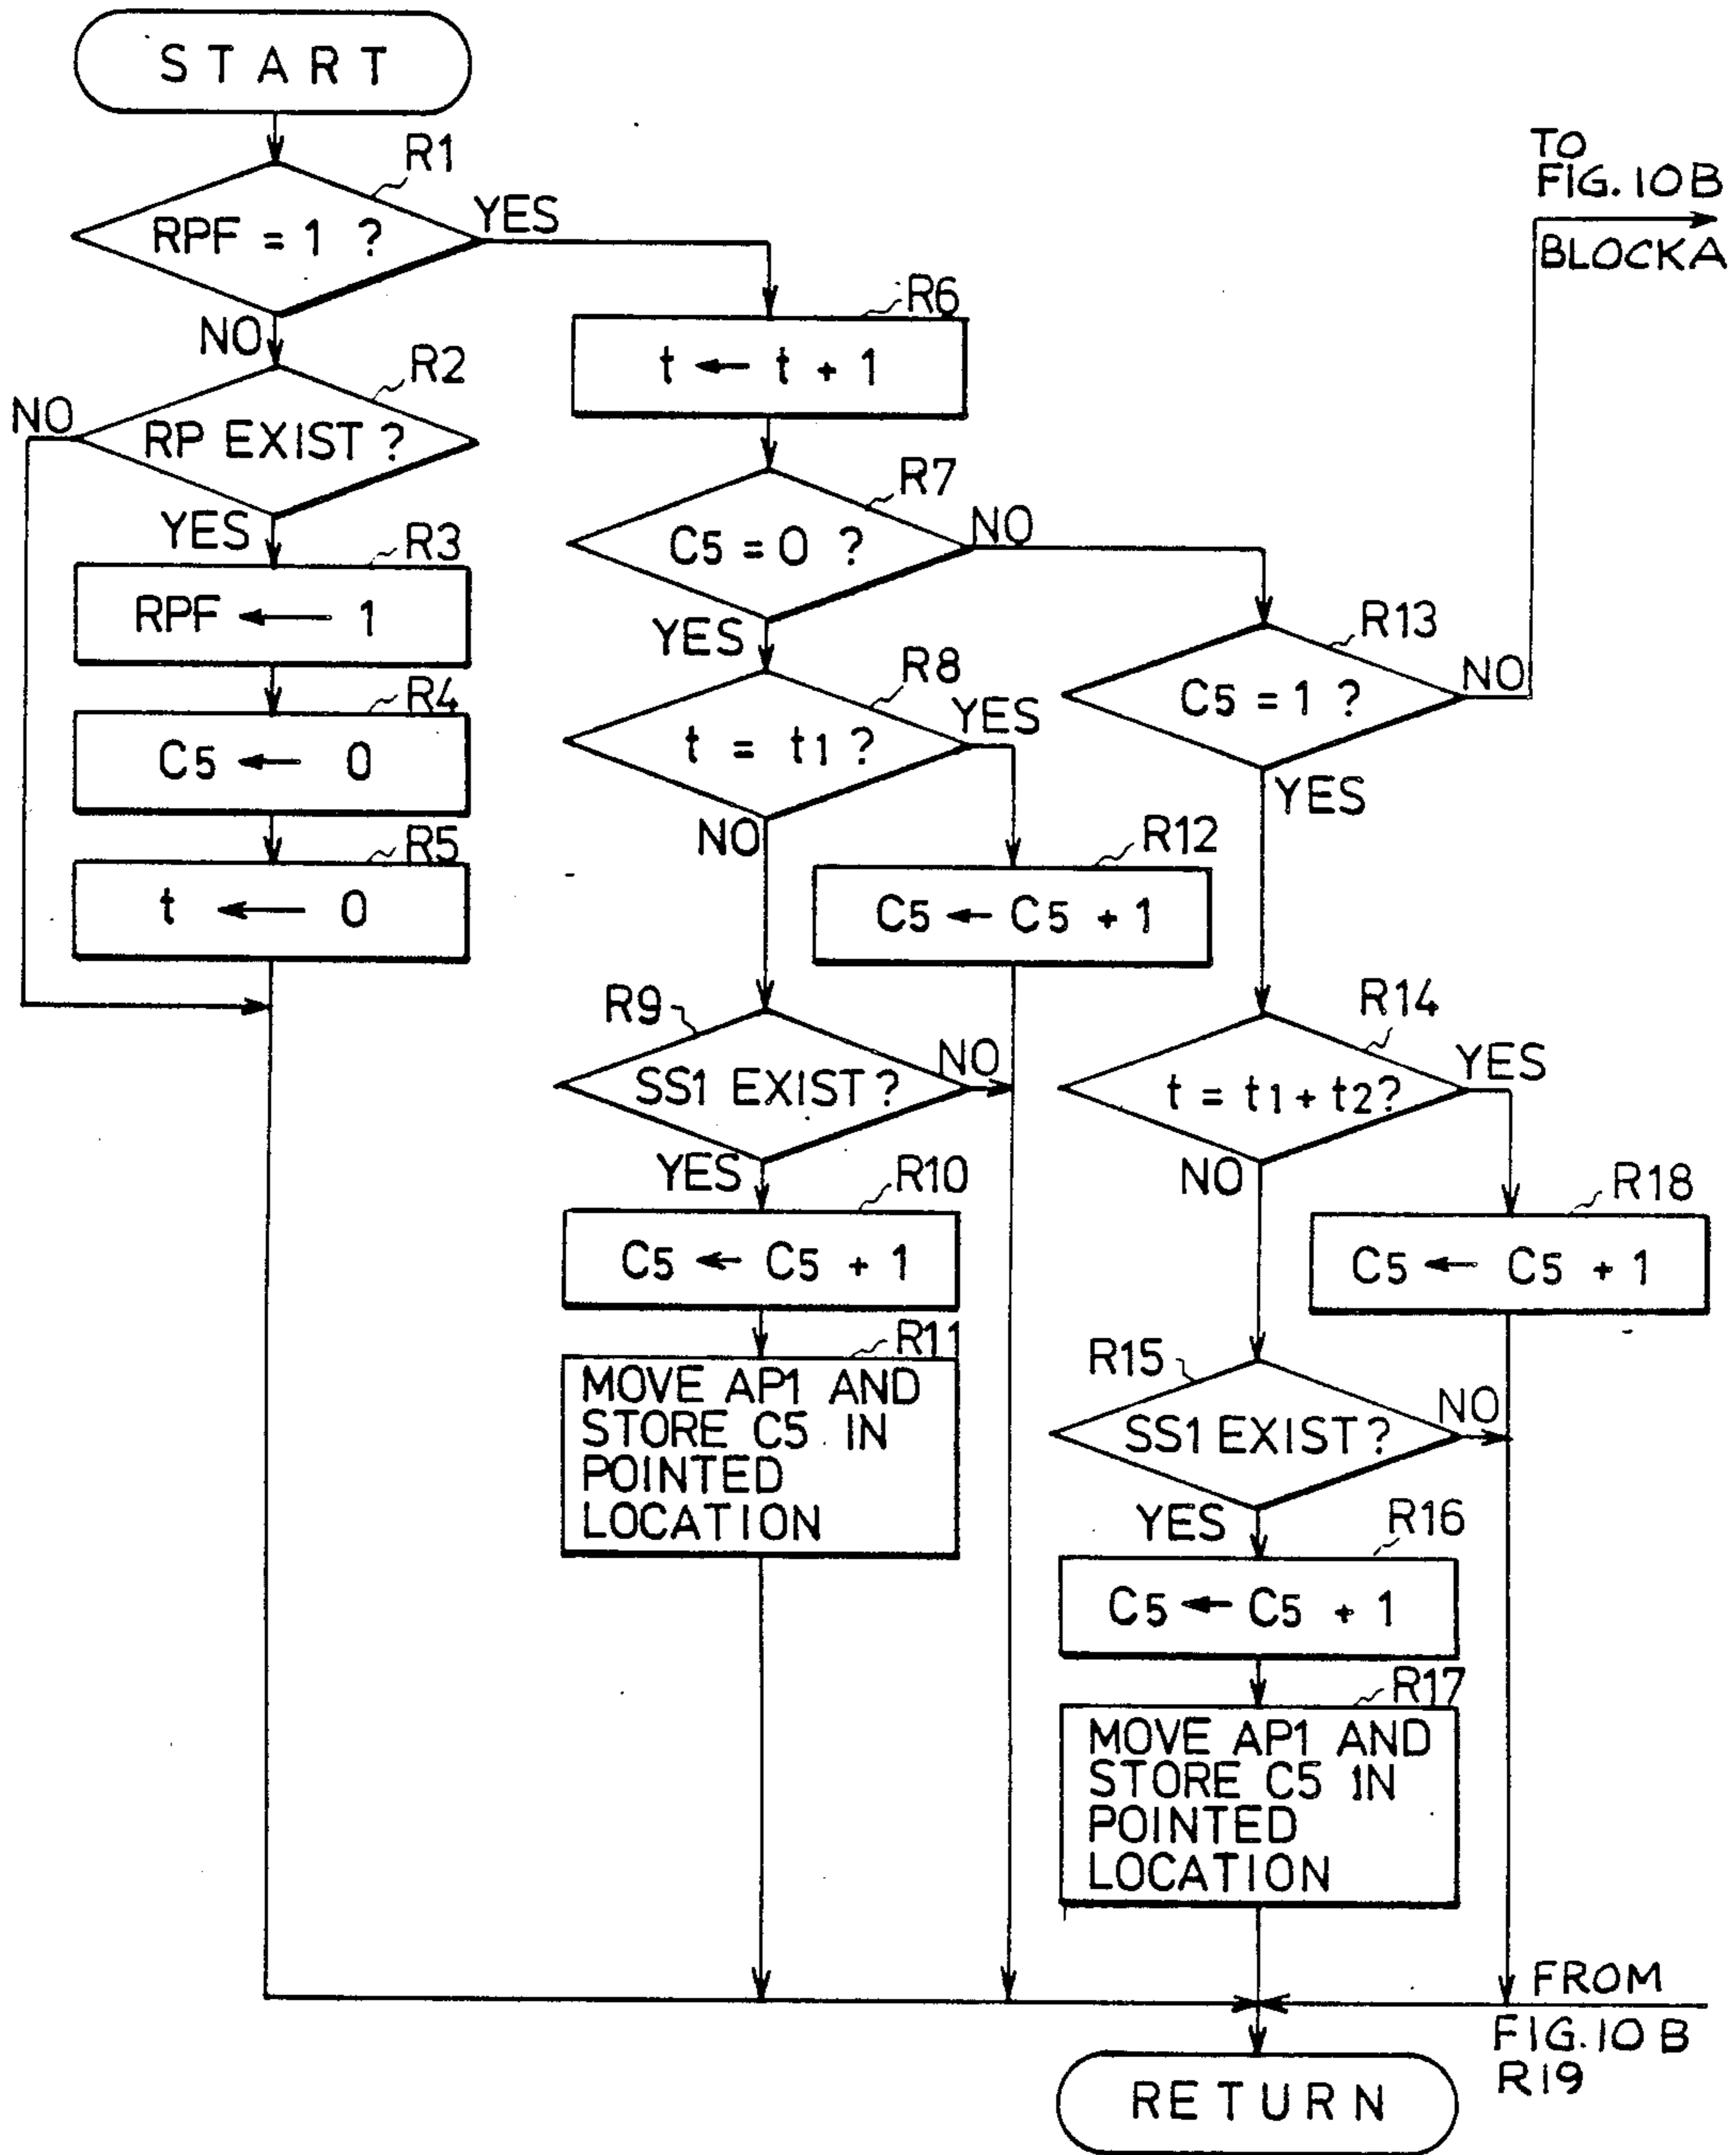 START
R1
RPF = 1 ?
YES
NO
R2
RP EXIST ?
NO
YES
R3
RPF ← 1
R4
C5 ← 0
R5
t ← 0
R6
t ← t + 1
R7
C5 = 0 ?
NO
YES
R8
t = t1 ?
YES
NO
R12
C5 ← C5 + 1
R9
SS1 EXIST ?
NO
YES
R10
C5 ← C5 + 1
R11
MOVE AP1 AND
STORE C5 IN
POINTED
LOCATION
TO
FIG. 10B
BLOCKA
R13
C5 = 1 ?
NO
YES
R14
t = t1 + t2?
YES
NO
R18
C5 ← C5 + 1
R15
SS1 EXIST ?
NO
YES
R16
C5 ← C5 + 1
R17
MOVE AP1 AND
STORE C5 IN
POINTED
LOCATION
FROM
FIG. 10 B
R19
RETURN